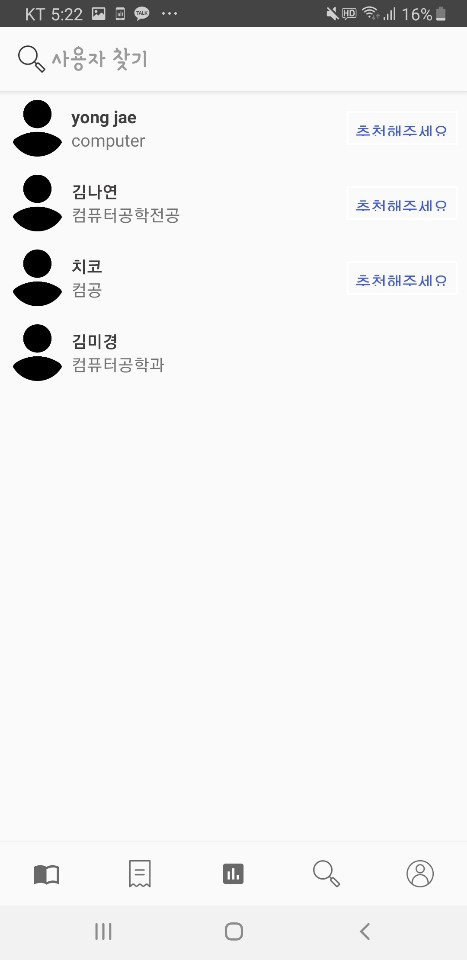 KT 5:22 TALK HD 16%
사용자 찾기
yong jae
computer
추천해주세요
김나연
컴퓨터공학전공
추천해주세요
치코
컴공
추천해주세요
김미경
컴퓨터공학과